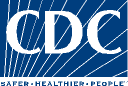 CDC
SAFER • HEALTHIER • PEOPLE™